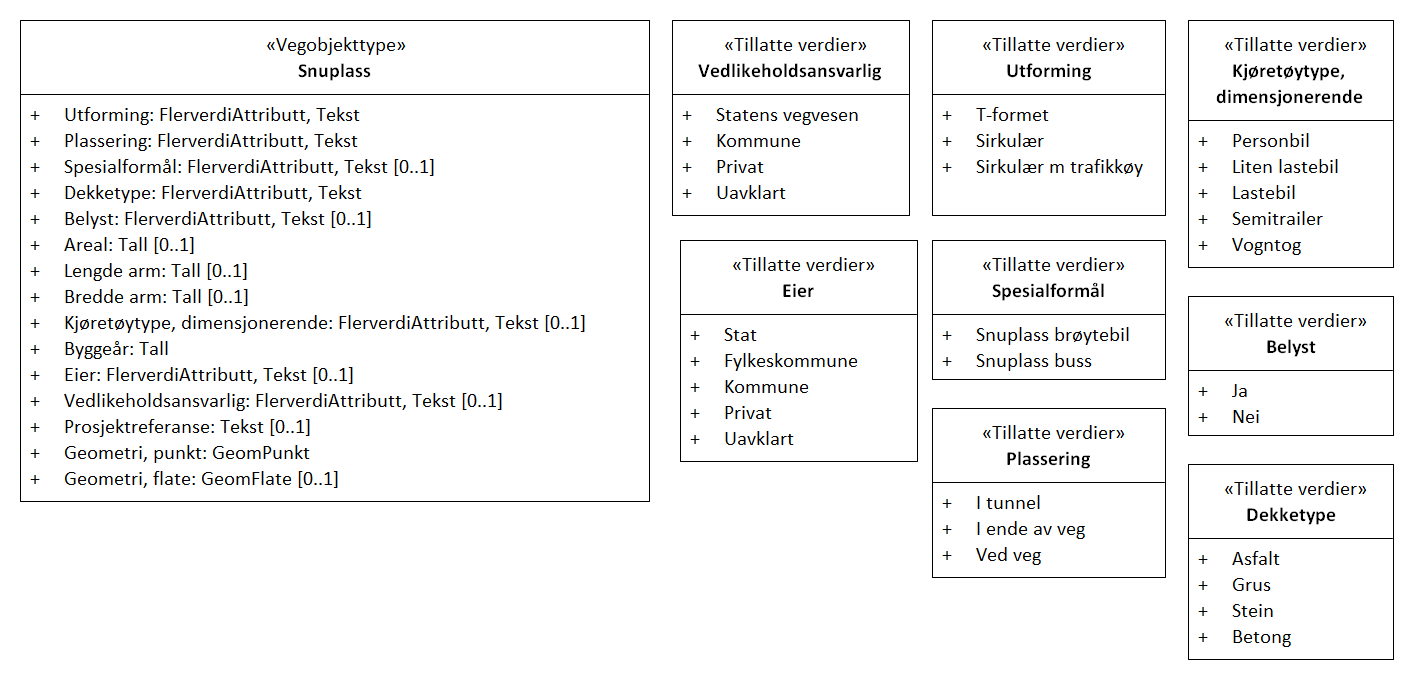 «Vegobjekttype»
Snuplass
+ Utforming: FlerverdiAttributt, Tekst
+ Plassering: FlerverdiAttributt, Tekst
+ Spesialformål: FlerverdiAttributt, Tekst [0..1]
+ Dekketype: FlerverdiAttributt, Tekst
+ Belyst: FlerverdiAttributt, Tekst [0..1]
+ Areal: Tall [0..1]
+ Lengde arm: Tall [0..1]
+ Bredde arm: Tall [0..1]
+ Kjøretøytype, dimensjonerende: FlerverdiAttributt, Tekst [0..1]
+ Byggeår: Tall
+ Eier: FlerverdiAttributt, Tekst [0..1]
+ Vedlikeholdsansvarlig: FlerverdiAttributt, Tekst [0..1]
+ Prosjektreferanse: Tekst [0..1]
+ Geometri, punkt: GeomPunkt
+ Geometri, flate: GeomFlate [0..1]
«Tillatte verdier»
Vedlikeholdsansvarlig
+ Statens vegvesen
+ Kommune
+ Privat
+ Uavklart
«Tillatte verdier»
Eier
+ Stat
+ Fylkeskommune
+ Kommune
+ Privat
+ Uavklart
«Tillatte verdier»
Utforming
+ T-formet
+ Sirkulær
+ Sirkulær m trafikkøy
«Tillatte verdier»
Spesialformål
+ Snuplass brøytebil
+ Snuplass buss
«Tillatte verdier»
Plassering
+ I tunnel
+ I ende av veg
+ Ved veg
«Tillatte verdier»
Kjøretøytype,
dimensjonerende
+ Personbil
+ Liten lastebil
+ Lastebil
+ Semitrailer
+ Vogntog
«Tillatte verdier»
Belyst
+ Ja
+ Nei
«Tillatte verdier»
Dekketype
+ Asfalt
+ Grus
+ Stein
+ Betong